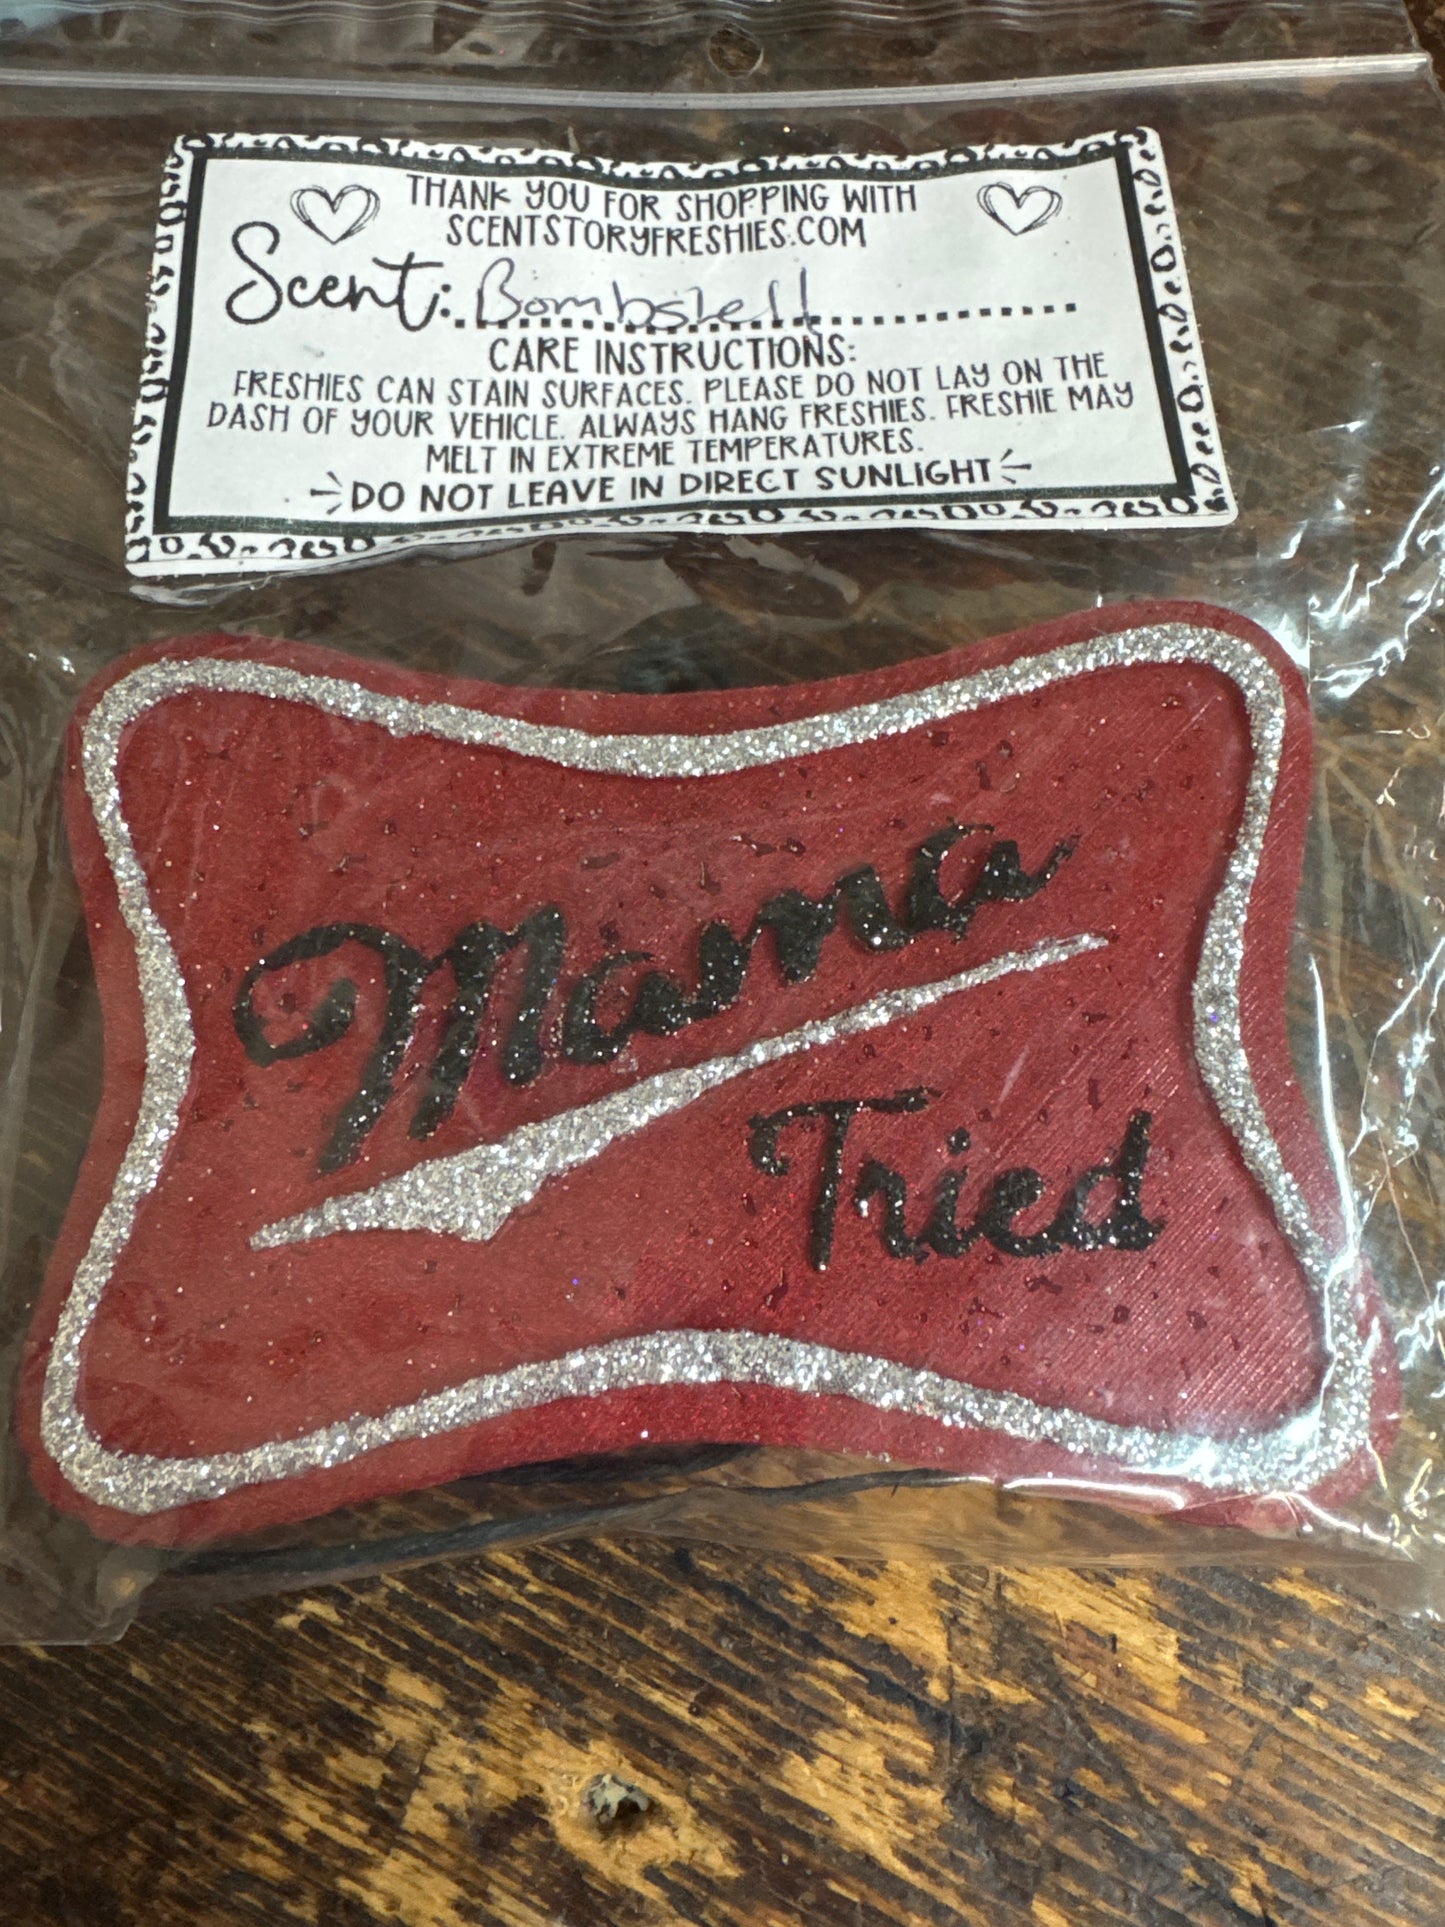 THANK YOU FOR SHOPPING WITH
SCENTSTORYFRESHIES.COM
Scent: Bombshell
CARE INSTRUCTIONS:
FRESHIES CAN STAIN SURFACES. PLEASE DO NOT LAY ON THE
DASH OF YOUR VEHICLE. ALWAYS HANG FRESHIES. FRESHIE MAY
MELT IN EXTREME TEMPERATURES.
DO NOT LEAVE IN DIRECT SUNLIGHT
Mama
Tried